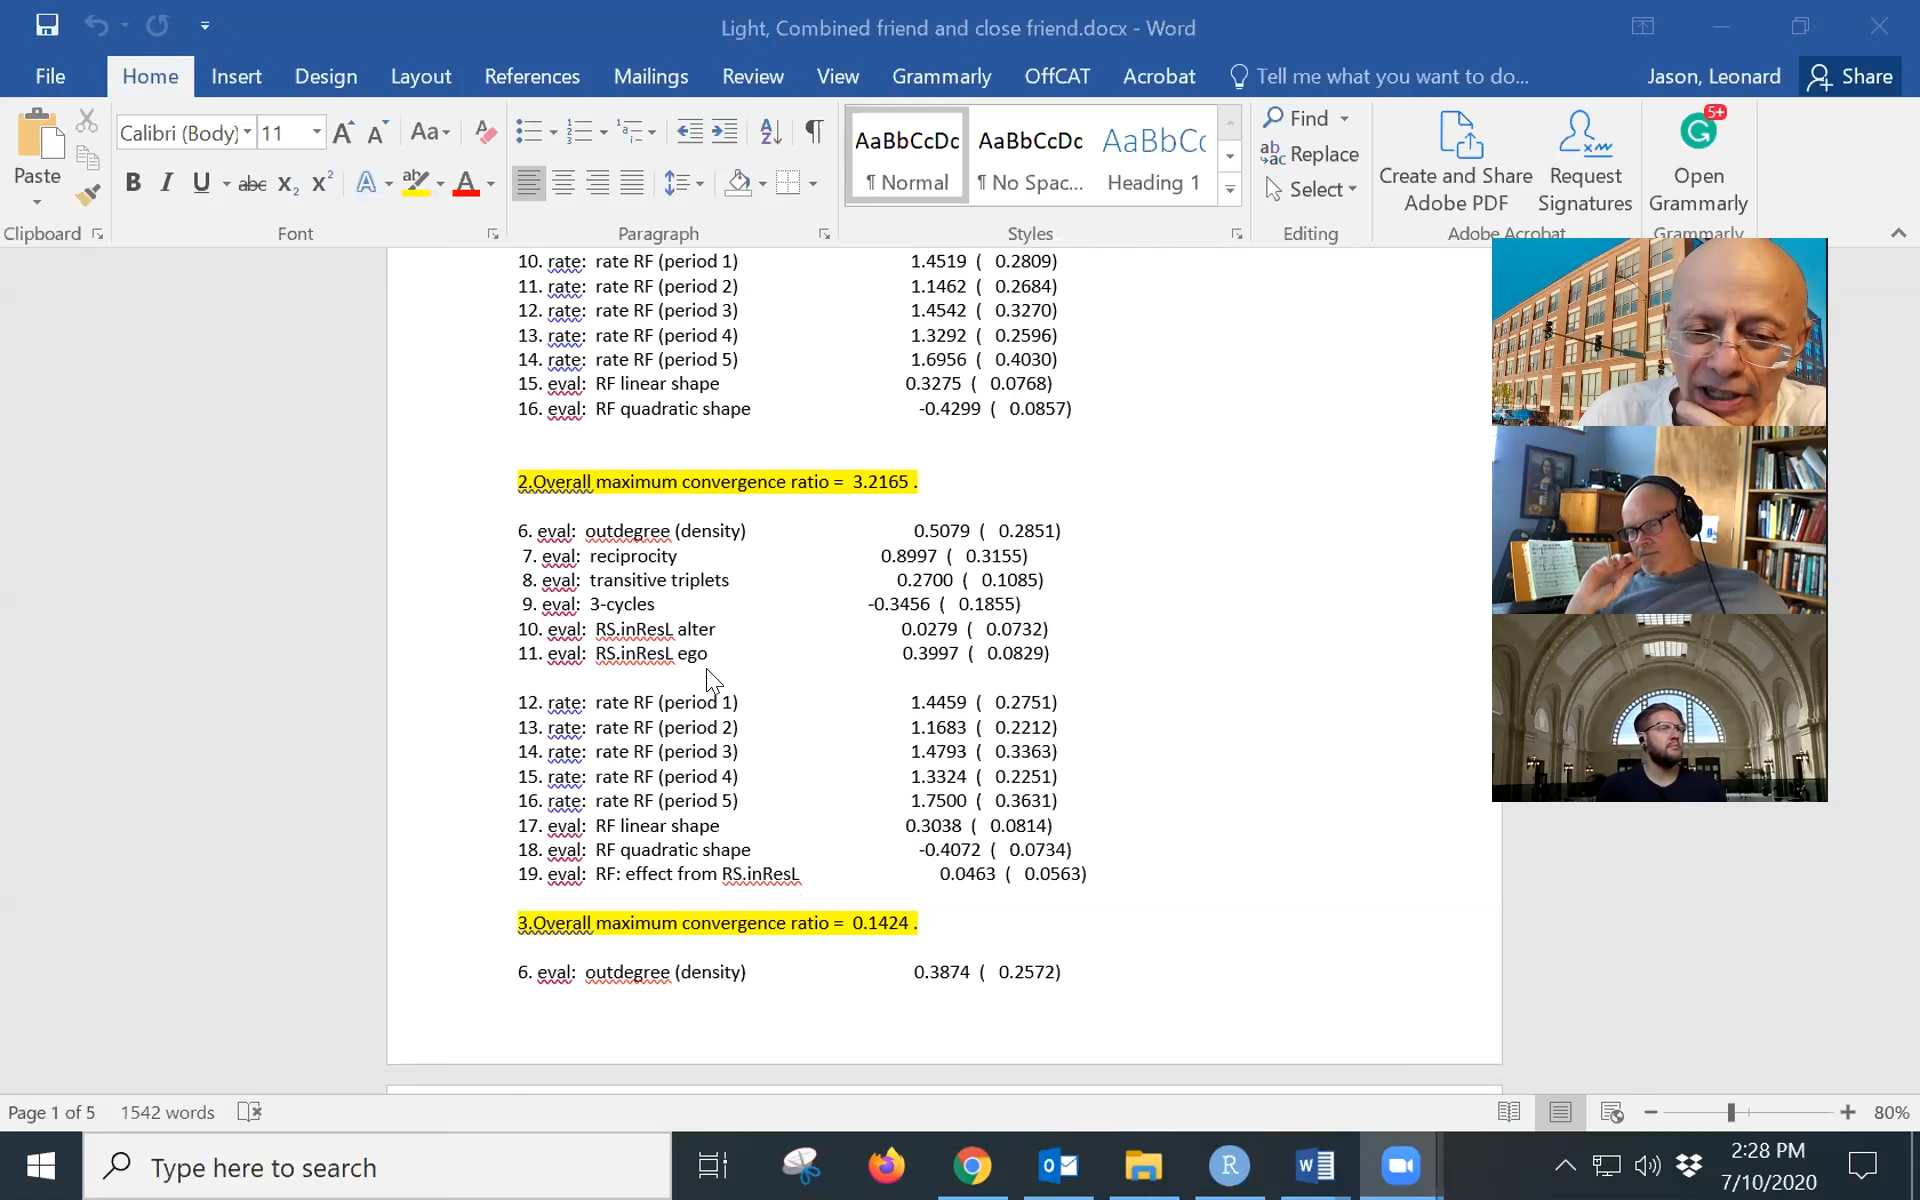 Light, Combined friend and close friend.docx - Word
File Home Insert Design Layout References Mailings Review View Grammarly OffCAT Acrobat Tell me what you want to do... Jason, Leonard Share
Calibri (Body) 11 Aa
AaBbCcDc AaBbCcDc AaBbCc
Find
Replace
Select
Paste
¶ Normal ¶ No Spac... Heading 1
Create and Share Adobe PDF
Request Signatures
5+
Open Grammarly
Clipboard Font Paragraph Styles Editing Adobe Acrobat Grammarly
10. rate: rate RF (period 1) 1.4519 ( 0.2809)
11. rate: rate RF (period 2) 1.1462 ( 0.2684)
12. rate: rate RF (period 3) 1.4542 ( 0.3270)
13. rate: rate RF (period 4) 1.3292 ( 0.2596)
14. rate: rate RF (period 5) 1.6956 ( 0.4030)
15. eval: RF linear shape 0.3275 ( 0.0768)
16. eval: RF quadratic shape -0.4299 ( 0.0857)
2.Overall maximum convergence ratio = 3.2165 .
6. eval: outdegree (density) 0.5079 ( 0.2851)
7. eval: reciprocity 0.8997 ( 0.3155)
8. eval: transitive triplets 0.2700 ( 0.1085)
9. eval: 3-cycles -0.3456 ( 0.1855)
10. eval: RS.inResL alter 0.0279 ( 0.0732)
11. eval: RS.inResL ego 0.3997 ( 0.0829)
12. rate: rate RF (period 1) 1.4459 ( 0.2751)
13. rate: rate RF (period 2) 1.1683 ( 0.2212)
14. rate: rate RF (period 3) 1.4793 ( 0.3363)
15. rate: rate RF (period 4) 1.3324 ( 0.2251)
16. rate: rate RF (period 5) 1.7500 ( 0.3631)
17. eval: RF linear shape 0.3038 ( 0.0814)
18. eval: RF quadratic shape -0.4072 ( 0.0734)
19. eval: RF: effect from RS.inResL 0.0463 ( 0.0563)
3.Overall maximum convergence ratio = 0.1424 .
6. eval: outdegree (density) 0.3874 ( 0.2572)
Page 1 of 5 1542 words 80%
Type here to search
2:28 PM
7/10/2020